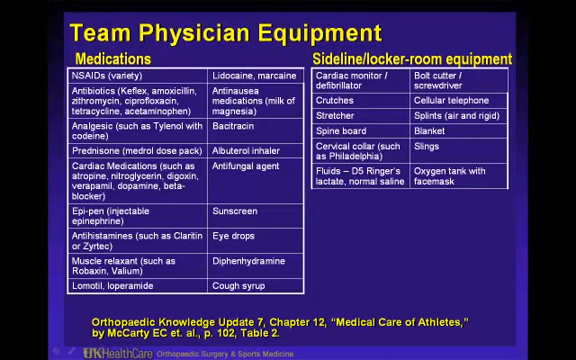 Team Physician Equipment
Medications
NSAIDs (variety)
Lidocaine, marcaine
Antibiotics (Keflex, amoxicillin,
zithromycin, ciprofloxacin,
tetracycline, acetaminophen)
Antinausea
medications (milk of
magnesia)
Analgesic (such as Tylenol with
codeine)
Bacitracin
Prednisone (medrol dose pack)
Albuterol inhaler
Cardiac Medications (such as
atropine, nitroglycerin, digoxin,
verapamil, dopamine, beta-
blocker)
Antifungal agent
Epi-pen (injectable
epinephrine)
Sunscreen
Antihistamines (such as Claritin
or Zyrtec)
Eye drops
Muscle relaxant (such as
Robaxin, Valium)
Diphenhydramine
Lomotil, loperamide
Cough syrup
Sideline/locker-room equipment
Cardiac monitor /
defibrillator
Bolt cutter /
screwdriver
Crutches
Cellular telephone
Stretcher
Splints (air and rigid)
Spine board
Blanket
Cervical collar (such
as Philadelphia)
Slings
Fluids – D5 Ringer's
lactate, normal saline
Oxygen tank with
facemask
Orthopaedic Knowledge Update 7, Chapter 12, "Medical Care of Athletes,"
by McCarty EC et. al., p. 102, Table 2.
UKHealthCare Orthopaedic Surgery & Sports Medicine